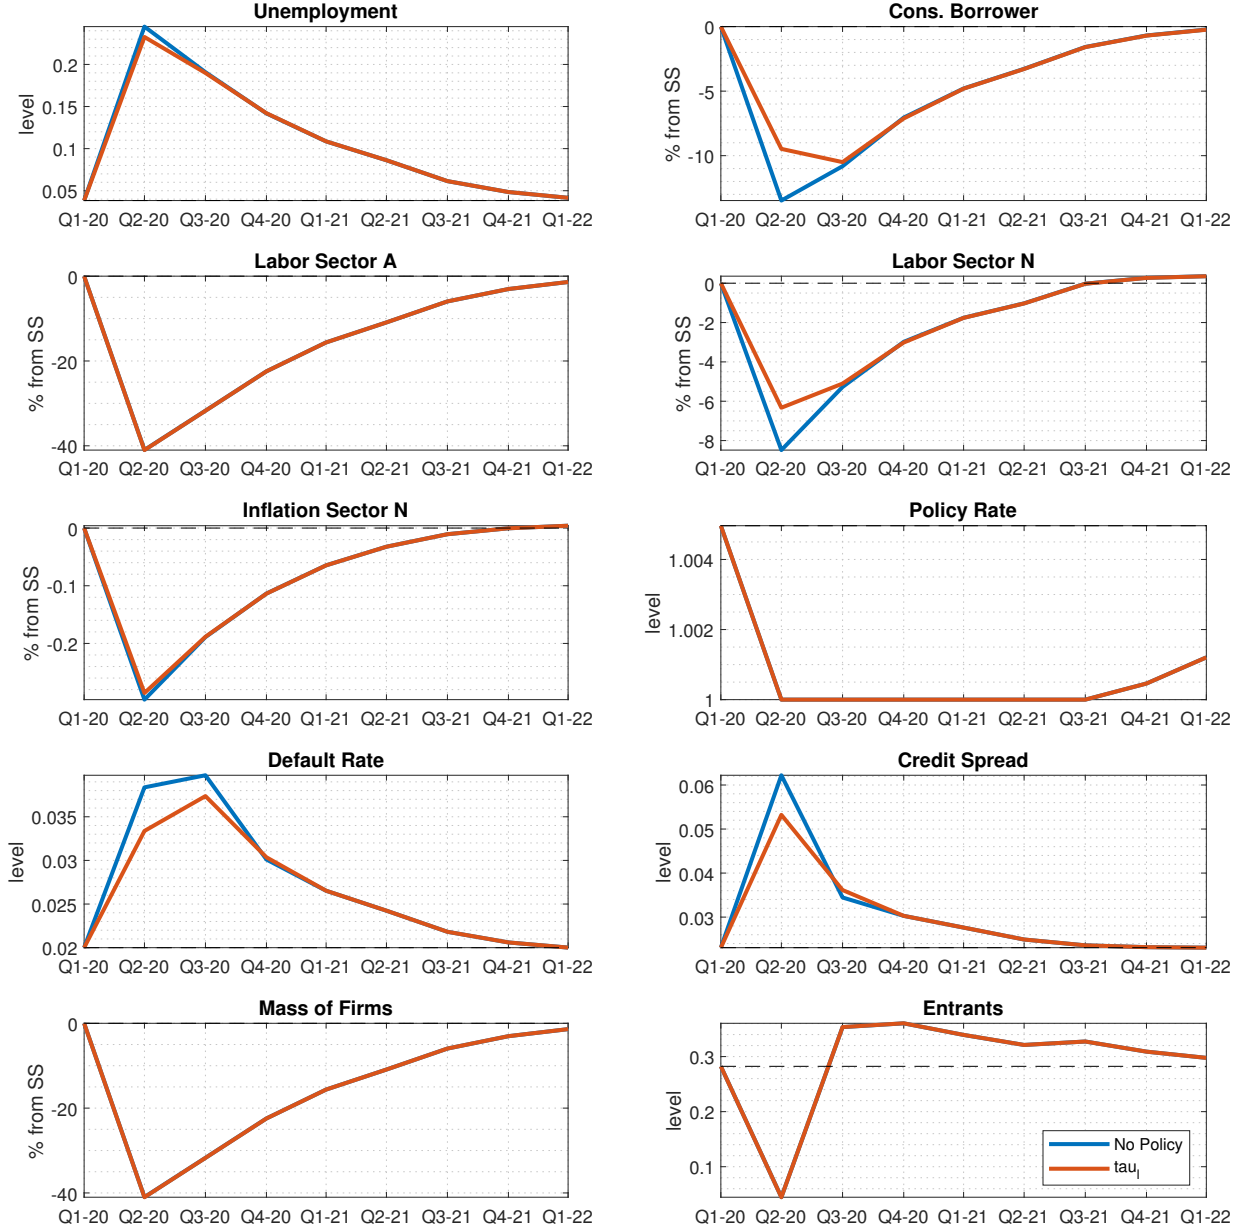 Unemployment
level
0.2
0.15
0.1
0.05
Q1-20 Q2-20 Q3-20 Q4-20 Q1-21 Q2-21 Q3-21 Q4-21 Q1-22
Cons. Borrower
% from SS
0
-5
-10
Q1-20 Q2-20 Q3-20 Q4-20 Q1-21 Q2-21 Q3-21 Q4-21 Q1-22
Labor Sector A
% from SS
0
-20
-40
Q1-20 Q2-20 Q3-20 Q4-20 Q1-21 Q2-21 Q3-21 Q4-21 Q1-22
Labor Sector N
% from SS
0
-2
-4
-6
-8
Q1-20 Q2-20 Q3-20 Q4-20 Q1-21 Q2-21 Q3-21 Q4-21 Q1-22
Inflation Sector N
% from SS
0
-0.1
-0.2
Q1-20 Q2-20 Q3-20 Q4-20 Q1-21 Q2-21 Q3-21 Q4-21 Q1-22
Policy Rate
level
1.004
1.002
1
Q1-20 Q2-20 Q3-20 Q4-20 Q1-21 Q2-21 Q3-21 Q4-21 Q1-22
Default Rate
level
0.035
0.03
0.025
0.02
Q1-20 Q2-20 Q3-20 Q4-20 Q1-21 Q2-21 Q3-21 Q4-21 Q1-22
Credit Spread
level
0.06
0.05
0.04
0.03
Q1-20 Q2-20 Q3-20 Q4-20 Q1-21 Q2-21 Q3-21 Q4-21 Q1-22
Mass of Firms
% from SS
0
-20
-40
Q1-20 Q2-20 Q3-20 Q4-20 Q1-21 Q2-21 Q3-21 Q4-21 Q1-22
Entrants
level
0.3
0.2
0.1
Q1-20 Q2-20 Q3-20 Q4-20 Q1-21 Q2-21 Q3-21 Q4-21 Q1-22
No Policy
tau_l